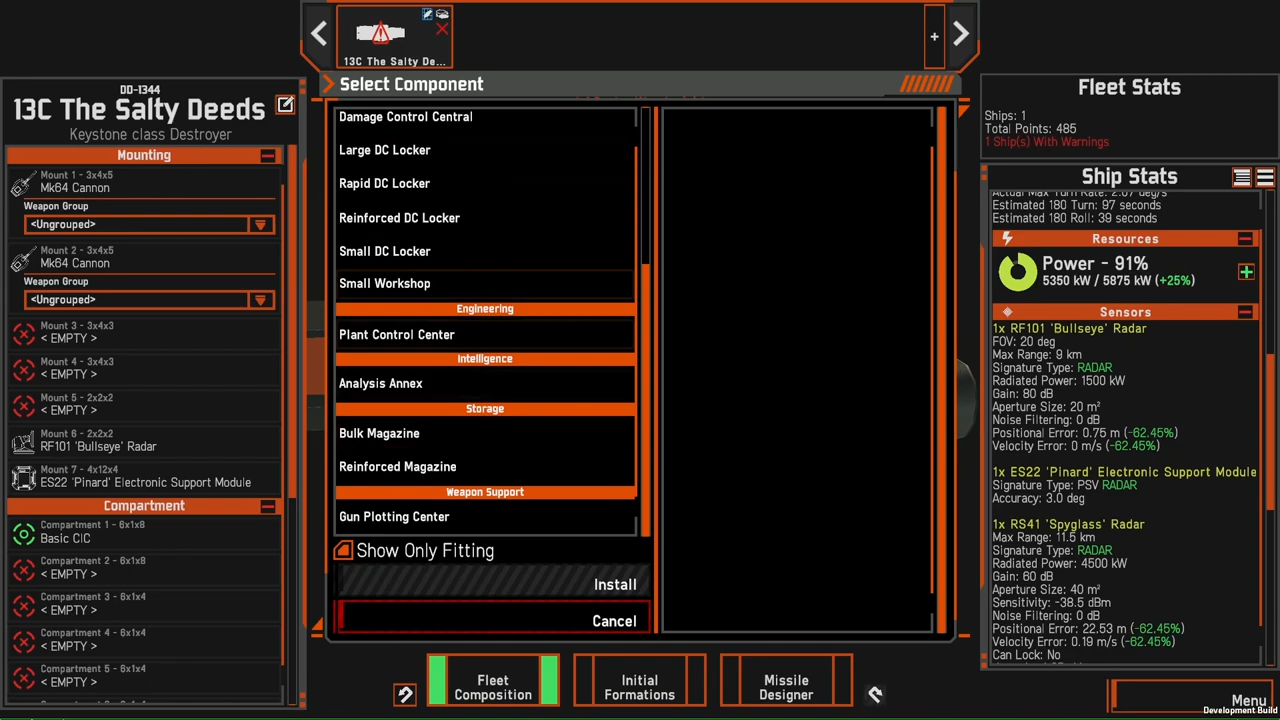 13C The Salty De...
+
DD-1344
13C The Salty Deeds
Keystone class Destroyer
Mounting
Mount 1 - 3x4x5
Mk64 Cannon
Weapon Group
<Ungrouped>
Mount 2 - 3x4x5
Mk64 Cannon
Weapon Group
<Ungrouped>
Mount 3 - 3x4x3
< EMPTY >
Mount 4 - 3x4x3
< EMPTY >
Mount 5 - 2x2x2
< EMPTY >
Mount 6 - 2x2x2
RF101 'Bullseye' Radar
Mount 7 - 4x12x4
ES22 'Pinard' Electronic Support Module
Compartment
Compartment 1 - 6x1x8
Basic CIC
Compartment 2 - 6x1x8
< EMPTY >
Compartment 3 - 6x1x4
< EMPTY >
Compartment 4 - 6x1x4
< EMPTY >
Compartment 5 - 6x1x4
< EMPTY >
Select Component
Damage Control Central
Large DC Locker
Rapid DC Locker
Reinforced DC Locker
Small DC Locker
Small Workshop
Engineering
Plant Control Center
Intelligence
Analysis Annex
Storage
Bulk Magazine
Reinforced Magazine
Weapon Support
Gun Plotting Center
Show Only Fitting
Install
Cancel
Fleet Composition
Initial Formations
Missile Designer
Fleet Stats
Ships: 1
Total Points: 485
1 Ship(s) With Warnings
Ship Stats
Actual Max Turn Rate: 2.67 deg/s
Estimated 180 Turn: 97 seconds
Estimated 180 Roll: 39 seconds
Resources
Power - 91%
5350 kW / 5875 kW (+25%)
Sensors
1x RF101 'Bullseye' Radar
FOV: 20 deg
Max Range: 9 km
Signature Type: RADAR
Radiated Power: 1500 kW
Gain: 80 dB
Aperture Size: 20 m²
Noise Filtering: 0 dB
Positional Error: 0.75 m (-62.45%)
Velocity Error: 0 m/s (-62.45%)
1x ES22 'Pinard' Electronic Support Module
Signature Type: PSV RADAR
Accuracy: 3.0 deg
1x RS41 'Spyglass' Radar
Max Range: 11.5 km
Signature Type: RADAR
Radiated Power: 4500 kW
Gain: 60 dB
Aperture Size: 40 m²
Sensitivity: -38.5 dBm
Noise Filtering: 0 dB
Positional Error: 22.53 m (-62.45%)
Velocity Error: 0.19 m/s (-62.45%)
Can Lock: No
Menu
Development Build